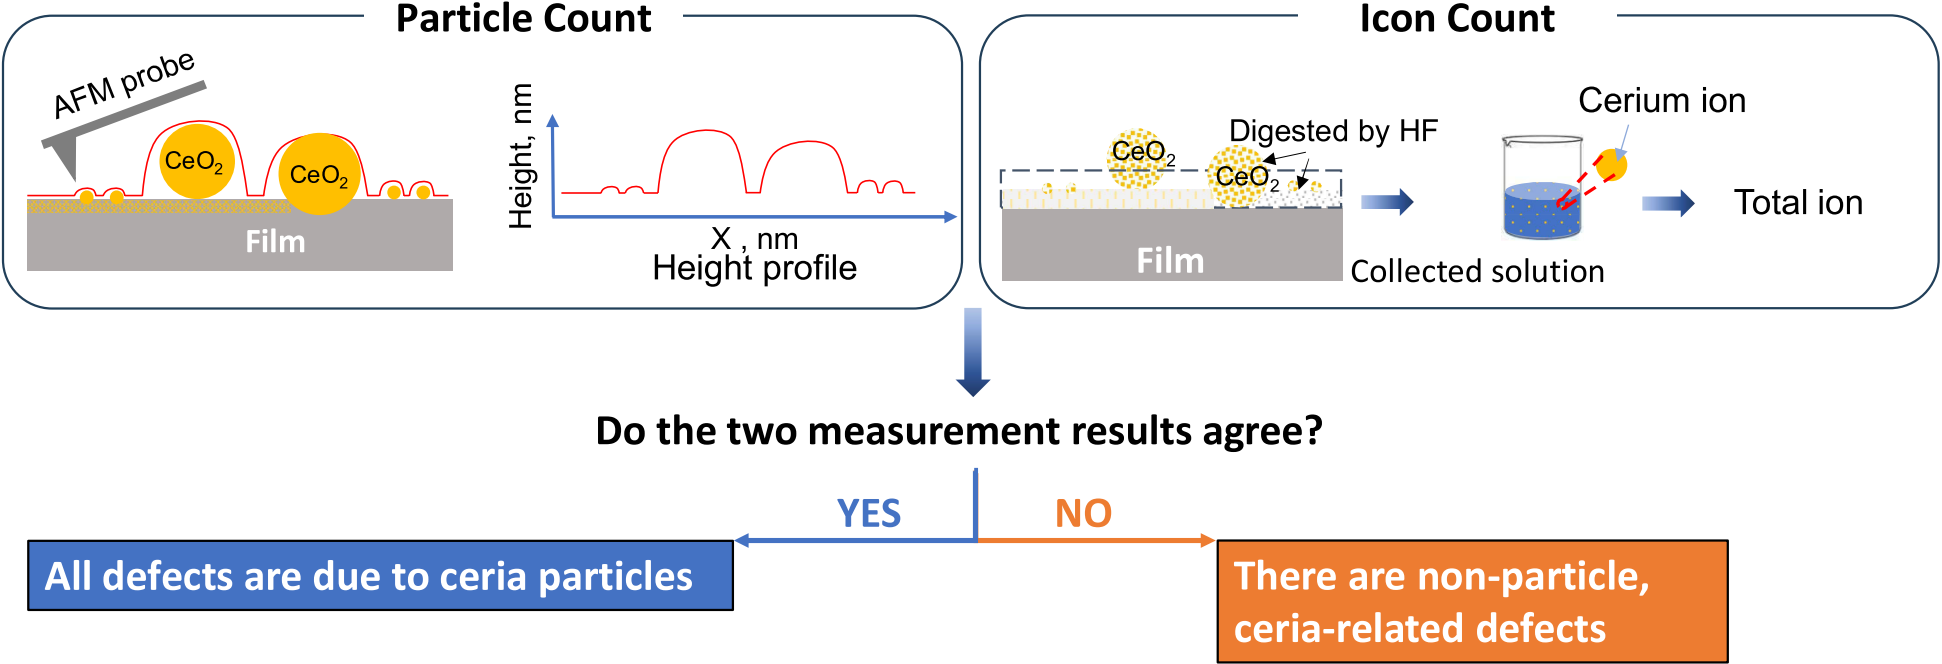 Particle Count
AFM probe
CeO2
CeO2
Film
Height, nm
X , nm
Height profile
Icon Count
CeO2
CeO2
Digested by HF
Film
Cerium ion
Collected solution
Total ion
Do the two measurement results agree?
YES
NO
All defects are due to ceria particles
There are non-particle,
ceria-related defects